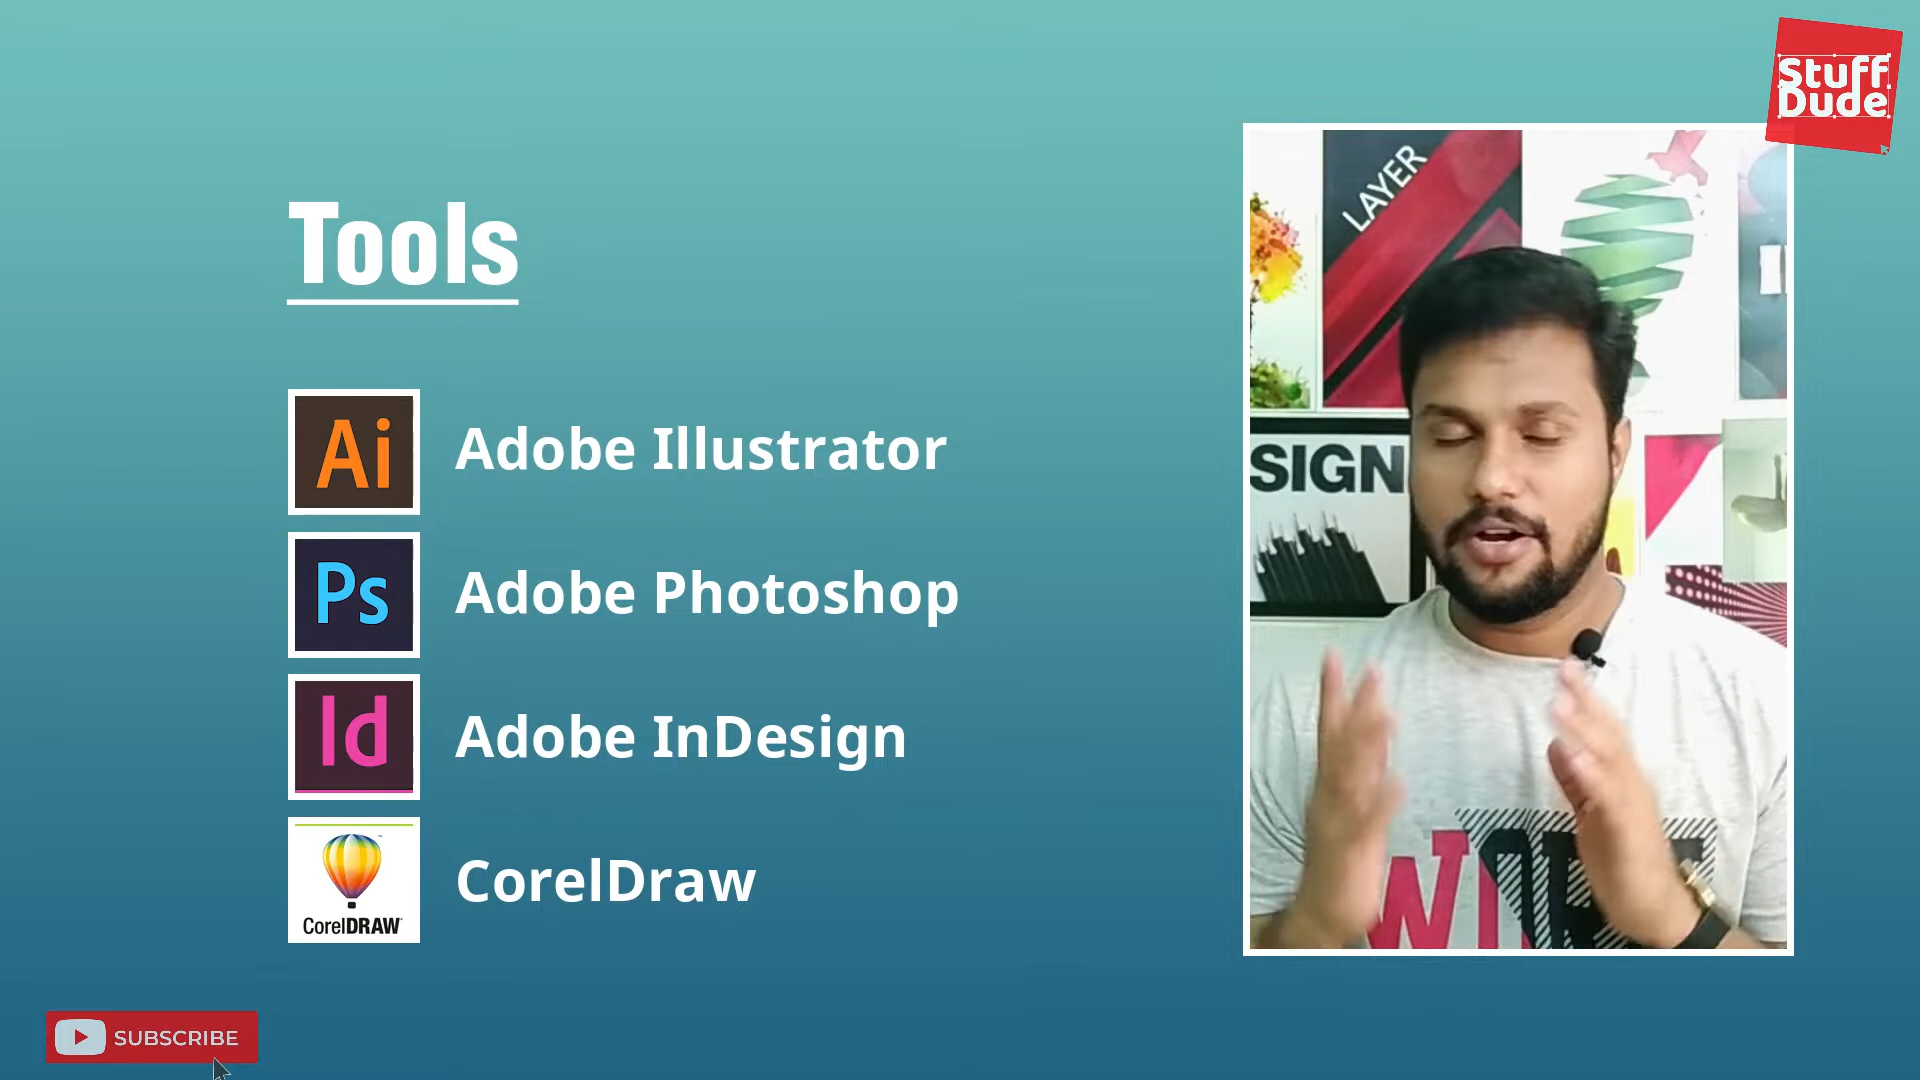 Stuff
Dude
Tools
Ai
Adobe Illustrator
Ps
Adobe Photoshop
Id
Adobe InDesign
CorelDRAW
CorelDraw
LAYER
SIGN
SUBSCRIBE